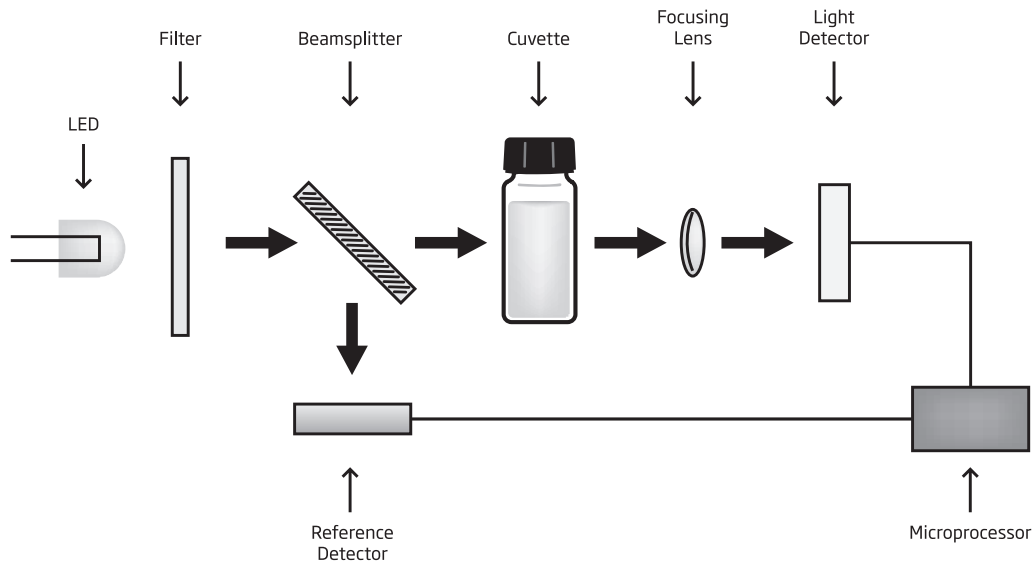 Filter
Beamsplitter
Cuvette
Focusing
Lens
Light
Detector
LED
Reference
Detector
Microprocessor